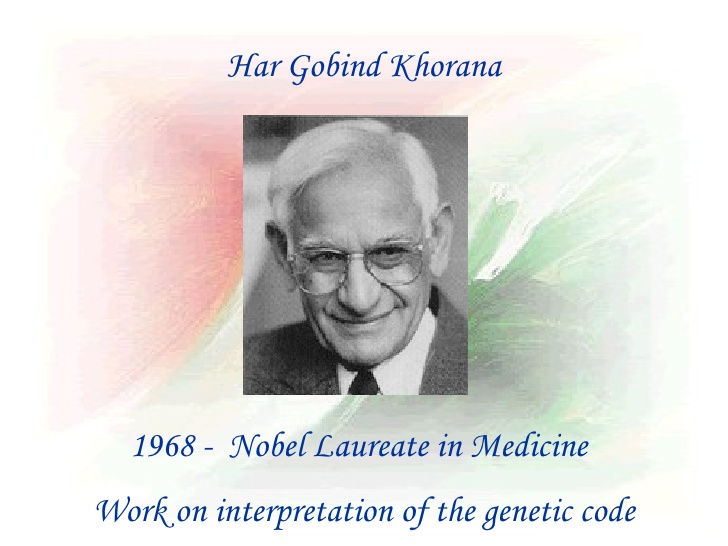 Har Gobind Khorana
1968 - Nobel Laureate in Medicine
Work on interpretation of the genetic code